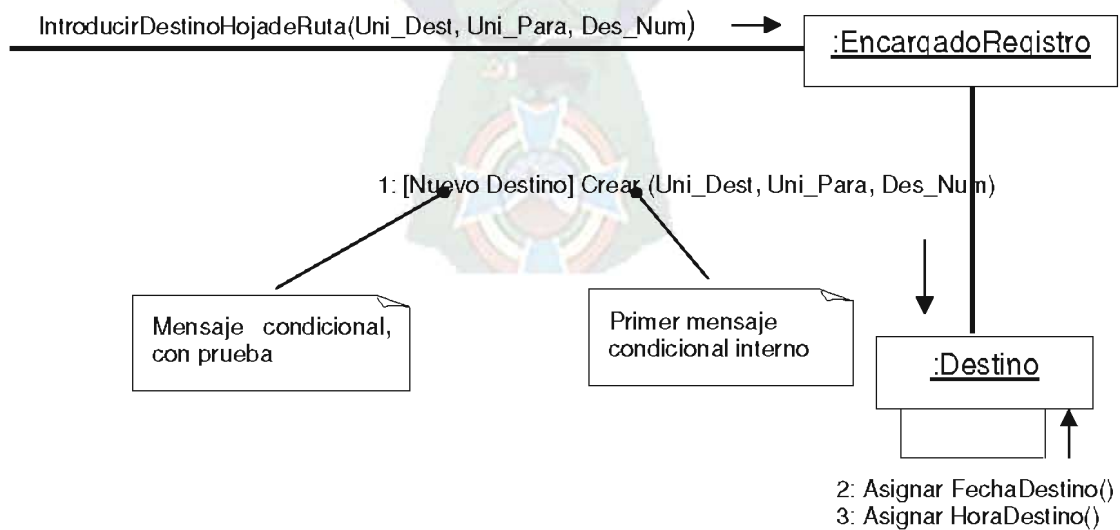 IntroducirDestinoHojadeRuta(Uni_Dest, Uni_Para, Des_Num)
:EncargadoRegistro
1: [Nuevo Destino] Crear (Uni_Dest, Uni_Para, Des_Num)
Mensaje condicional,
con prueba
Primer mensaje
condicional interno
:Destino
2: Asignar FechaDestino()
3: Asignar HoraDestino()